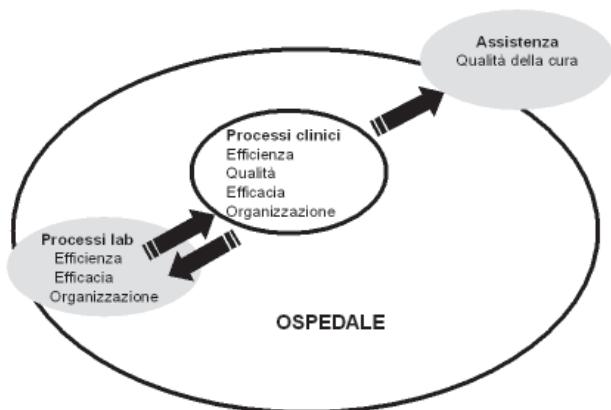 Assistenza
Qualità della cura
Processi clinici
Efficienza
Qualità
Efficacia
Organizzazione
Processi lab
Efficienza
Efficacia
Organizzazione
OSPEDALE